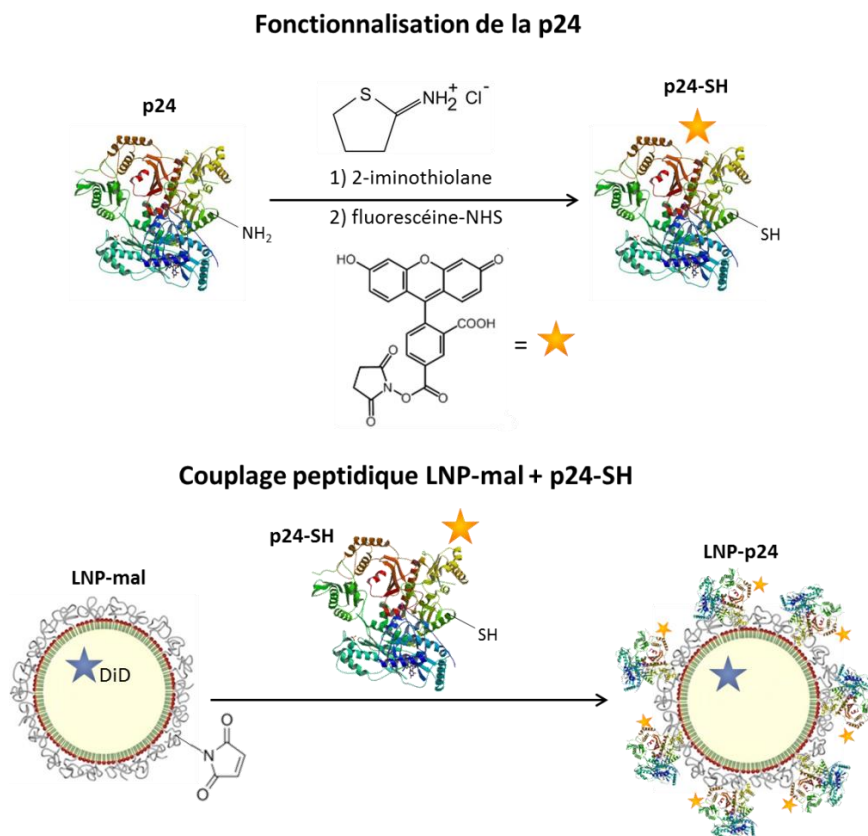 Fonctionnalisation de la p24
p24
S
NH2+ Cl-
p24-SH
1) 2-iminothiolane
2) fluorescéine-NHS
NH2
SH
HO
O
O
COOH
=
O
N
O
O
O
Couplage peptidique LNP-mal + p24-SH
p24-SH
LNP-mal
LNP-p24
SH
DiD
O
N
O